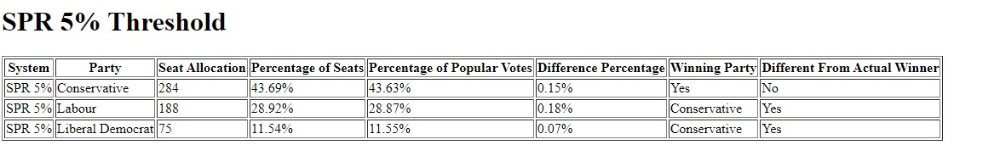 SPR 5% Threshold
System Party Seat Allocation Percentage of Seats Percentage of Popular Votes Difference Percentage Winning Party Different From Actual Winner
SPR 5% Conservative 284 43.69% 43.63% 0.15% Yes No
SPR 5% Labour 188 28.92% 28.87% 0.18% Conservative Yes
SPR 5% Liberal Democrat 75 11.54% 11.55% 0.07% Conservative Yes